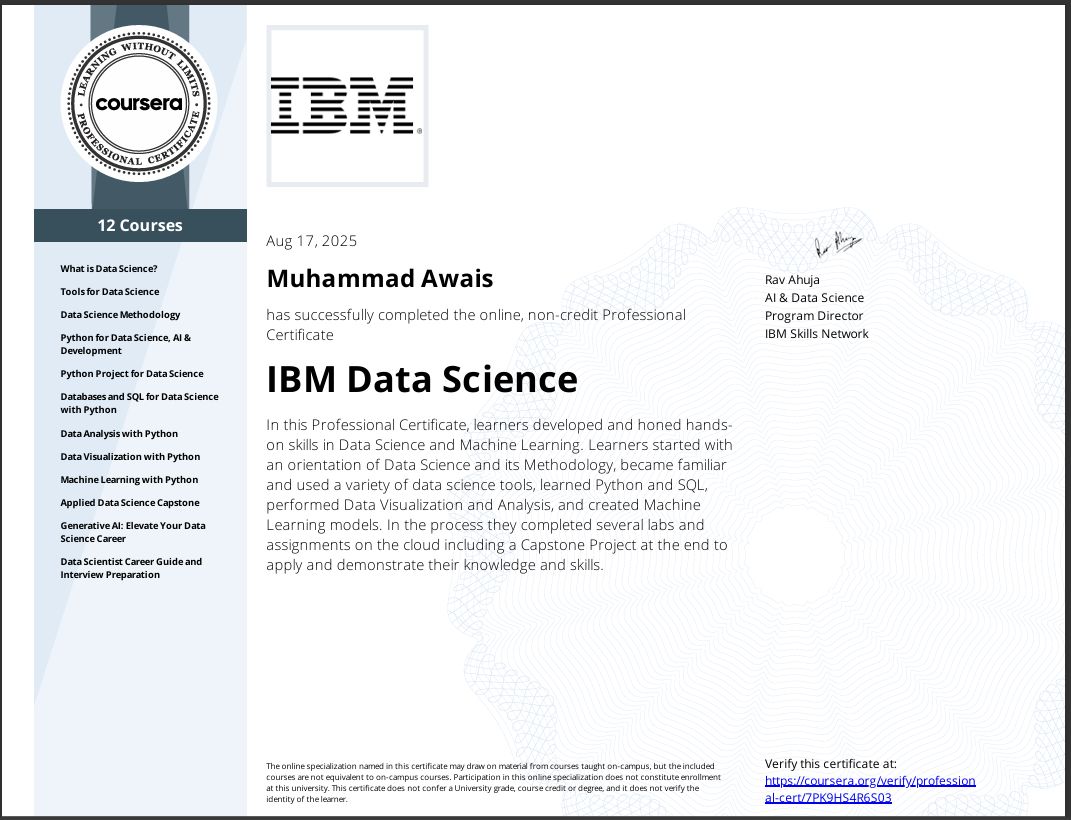 LEARNING WITHOUT LIMITS
coursera
PROFESSIONAL CERTIFICATE
IBM
®
12 Courses
What is Data Science?
Tools for Data Science
Data Science Methodology
Python for Data Science, AI &
Development
Python Project for Data Science
Databases and SQL for Data Science
with Python
Data Analysis with Python
Data Visualization with Python
Machine Learning with Python
Applied Data Science Capstone
Generative AI: Elevate Your Data
Science Career
Data Scientist Career Guide and
Interview Preparation
Aug 17, 2025
Muhammad Awais
has successfully completed the online, non-credit Professional
Certificate
IBM Data Science
In this Professional Certificate, learners developed and honed hands-
on skills in Data Science and Machine Learning. Learners started with
an orientation of Data Science and its Methodology, became familiar
and used a variety of data science tools, learned Python and SQL,
performed Data Visualization and Analysis, and created Machine
Learning models. In the process they completed several labs and
assignments on the cloud including a Capstone Project at the end to
apply and demonstrate their knowledge and skills.
Rav Ahuja
Rav Ahuja
AI & Data Science
Program Director
IBM Skills Network
The online specialization named in this certificate may draw on material from courses taught on-campus, but the included
courses are not equivalent to on-campus courses. Participation in this online specialization does not constitute enrollment
at this university. This certificate does not confer a University grade, course credit or degree, and it does not verify the
identity of the learner.
Verify this certificate at:
https://coursera.org/verify/profession
al-cert/7PK9HS4R6S03